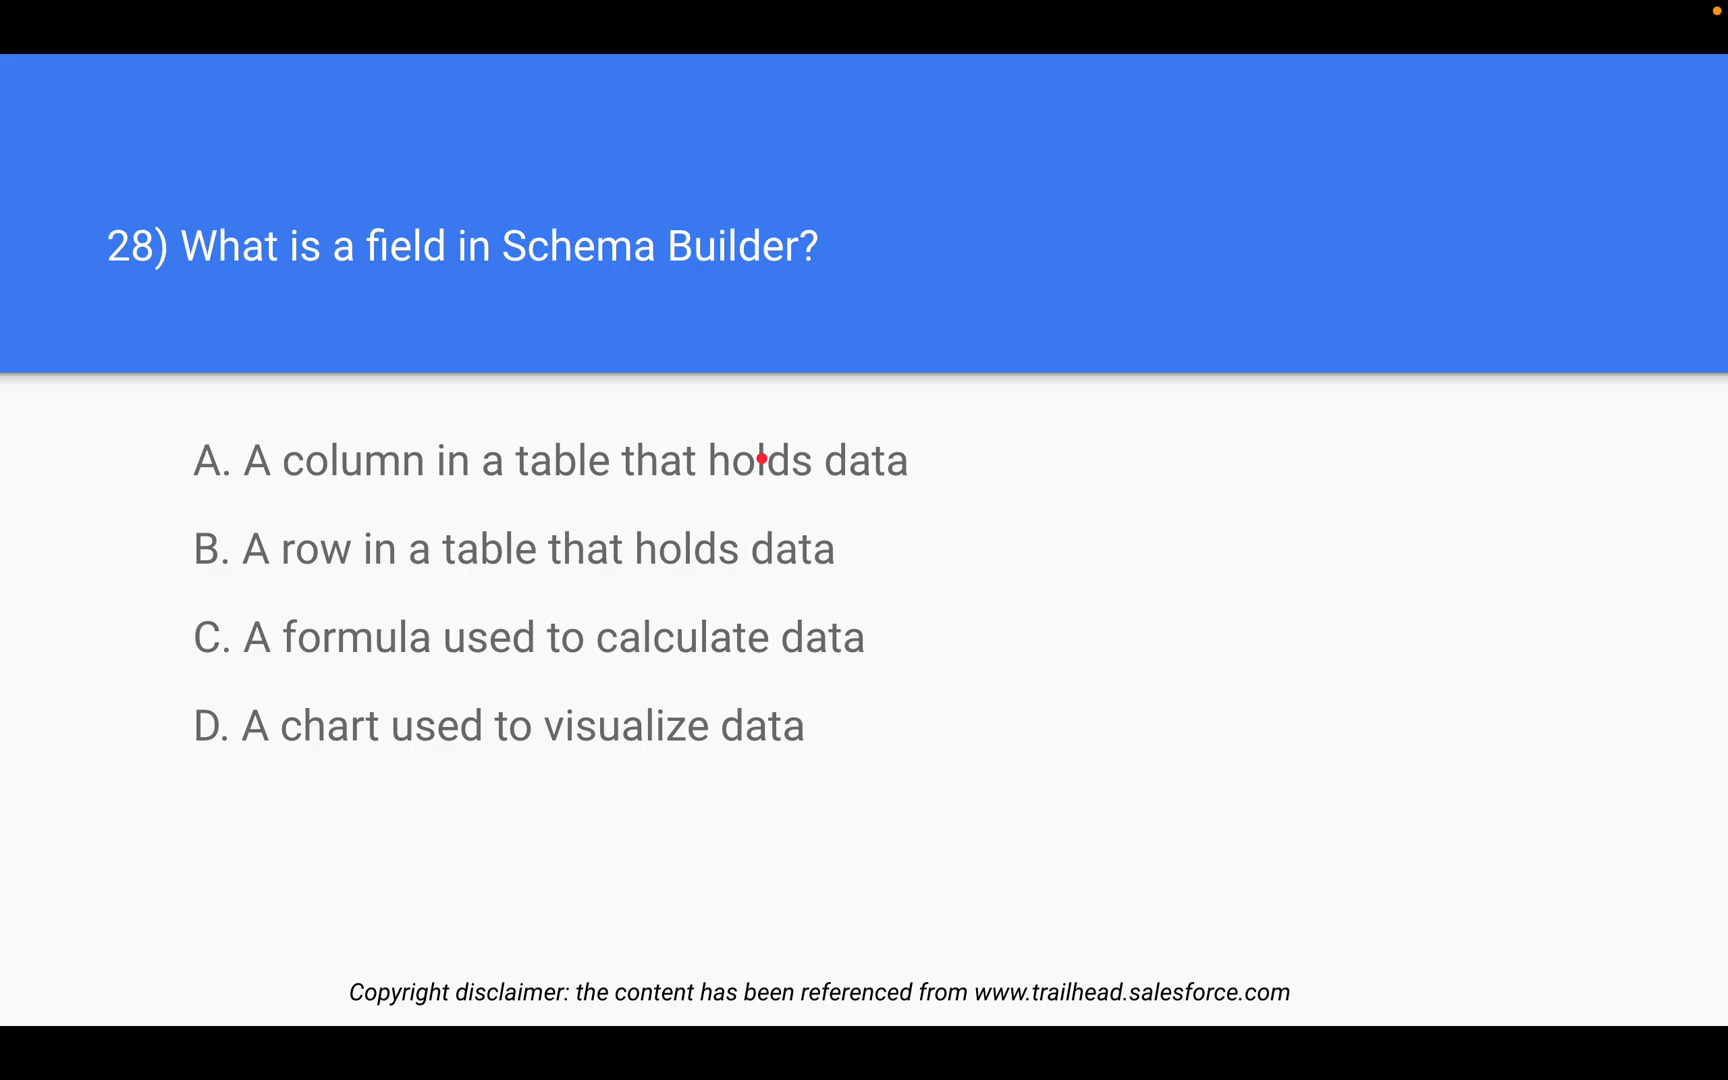 28) What is a field in Schema Builder?
A. A column in a table that holds data
B. A row in a table that holds data
C. A formula used to calculate data
D. A chart used to visualize data
Copyright disclaimer: the content has been referenced from www.trailhead.salesforce.com